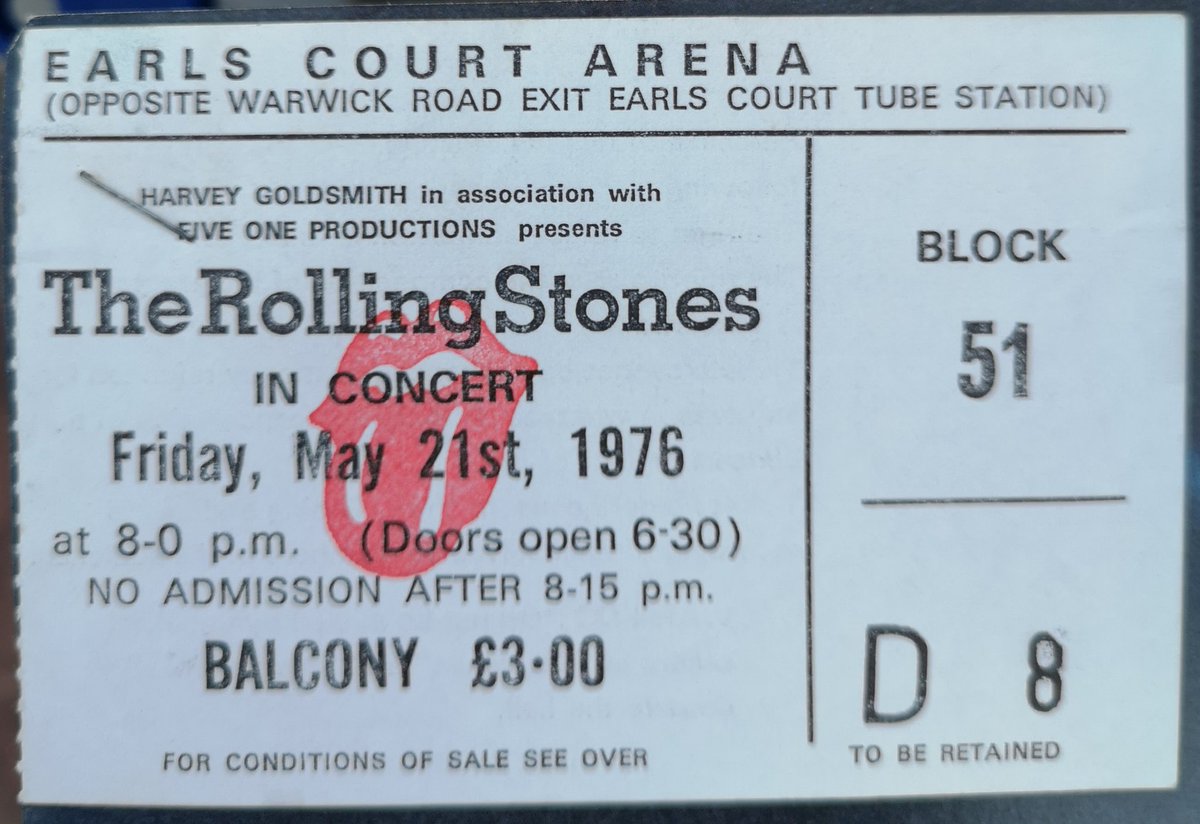 EARLS COURT ARENA
(OPPOSITE WARWICK ROAD EXIT EARLS COURT TUBE STATION)
HARVEY GOLDSMITH in association with
FIVE ONE PRODUCTIONS presents
The Rolling Stones
IN CONCERT
Friday, May 21st, 1976
at 8-0 p.m. (Doors open 6-30)
NO ADMISSION AFTER 8-15 p.m.
BALCONY £3·00
FOR CONDITIONS OF SALE SEE OVER
BLOCK
51
D 8
TO BE RETAINED